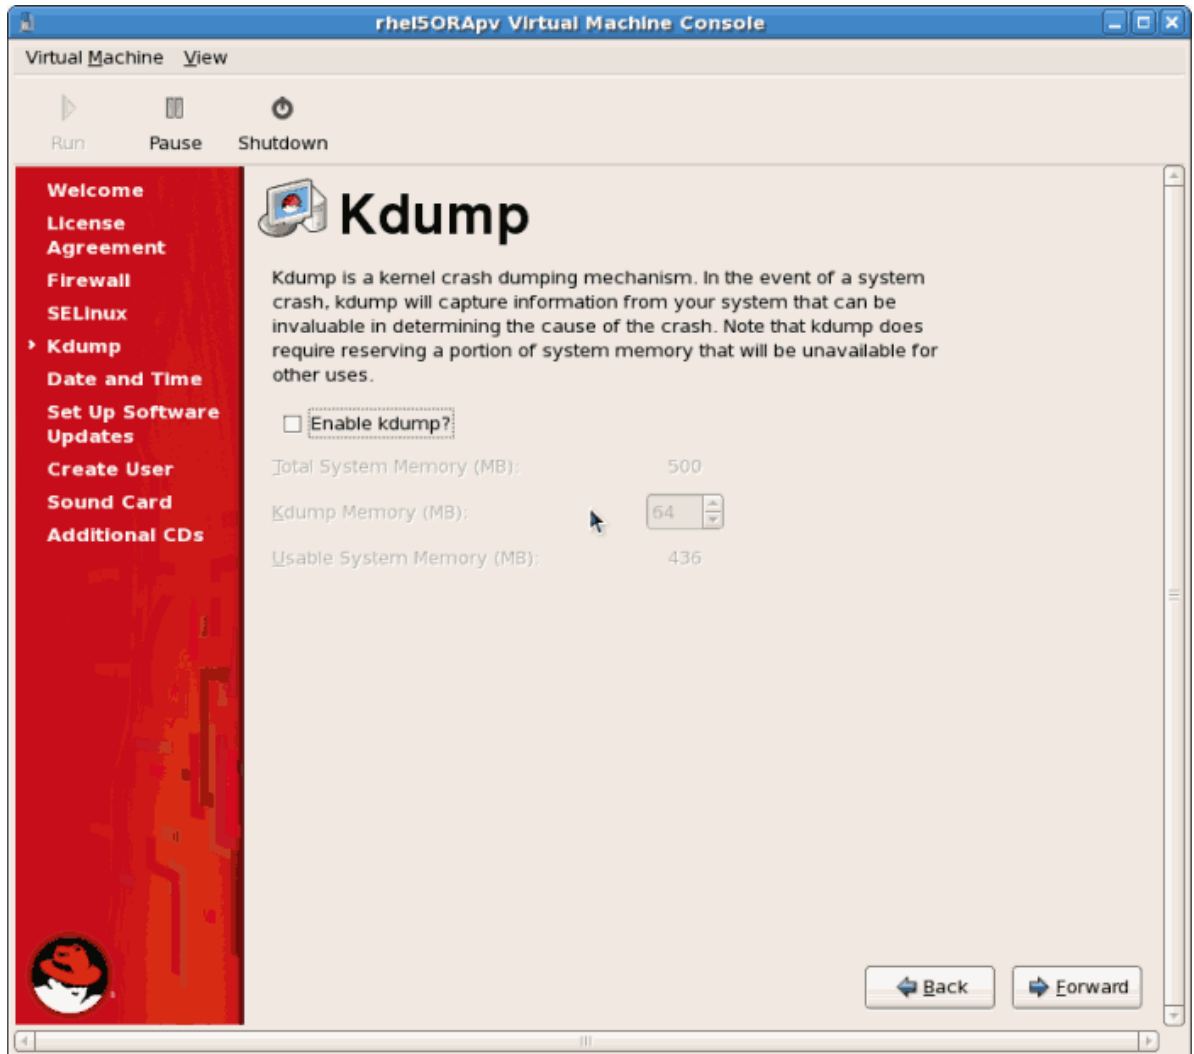 rhel5ORApv Virtual Machine Console
Virtual Machine View
Run Pause Shutdown
Welcome
License
Agreement
Firewall
SELinux
Kdump
Date and Time
Set Up Software
Updates
Create User
Sound Card
Additional CDs
Kdump
Kdump is a kernel crash dumping mechanism. In the event of a system
crash, kdump will capture information from your system that can be
invaluable in determining the cause of the crash. Note that kdump does
require reserving a portion of system memory that will be unavailable for
other uses.
Enable kdump?
Total System Memory (MB): 500
Kdump Memory (MB): 64
Usable System Memory (MB): 436
Back Forward